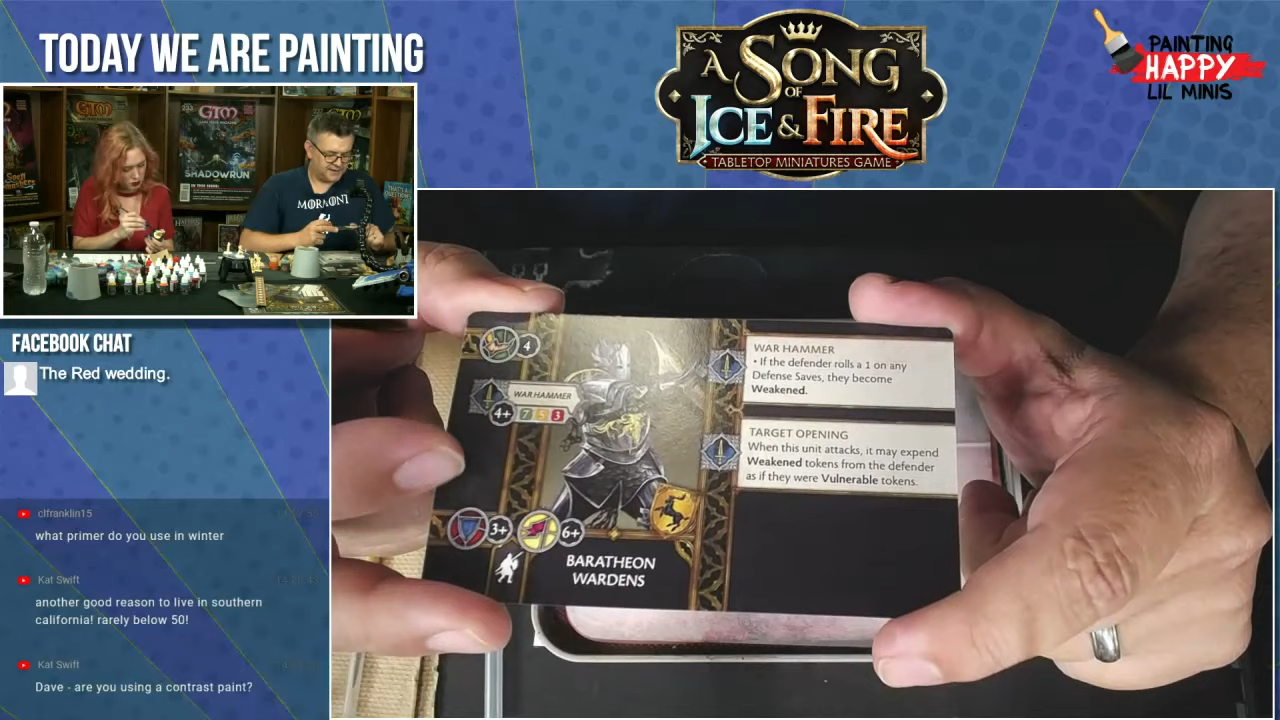 TODAY WE ARE PAINTING
A SONG
OF
ICE & FIRE
TABLETOP MINIATURES GAME
PAINTING
HAPPY
LIL MINIS
GTM
GTM
SHADOWRUN
MORMONT
THAT'S A
QUESTION
FACEBOOK CHAT
The Red wedding.
clfranklin15
what primer do you use in winter
Kat Swift
another good reason to live in southern
california! rarely below 50!
Kat Swift
Dave - are you using a contrast paint?
4
WAR HAMMER
4+ 7 5 3
3+ 6+
BARATHEON
WARDENS
WAR HAMMER
• If the defender rolls a 1 on any
Defense Saves, they become
Weakened.
TARGET OPENING
When this unit attacks, it may expend
Weakened tokens from the defender
as if they were Vulnerable tokens.